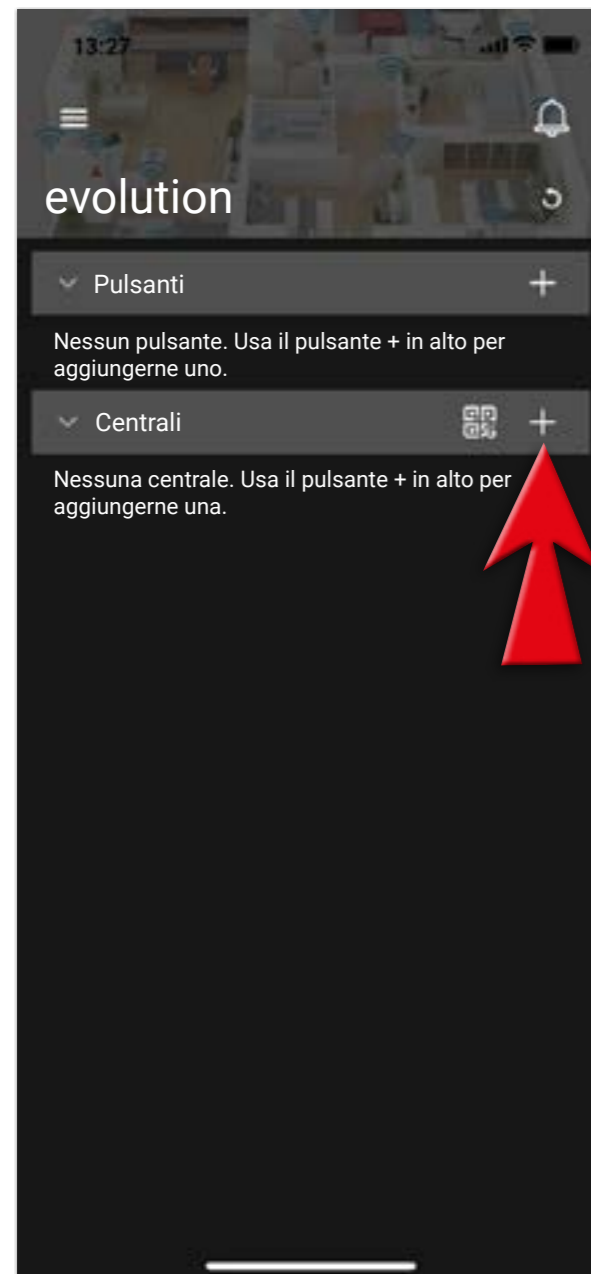 13:27
evolution
Pulsanti
Nessun pulsante. Usa il pulsante + in alto per
aggiungerne uno.
Centrali
Nessuna centrale. Usa il pulsante + in alto per
aggiungerne una.